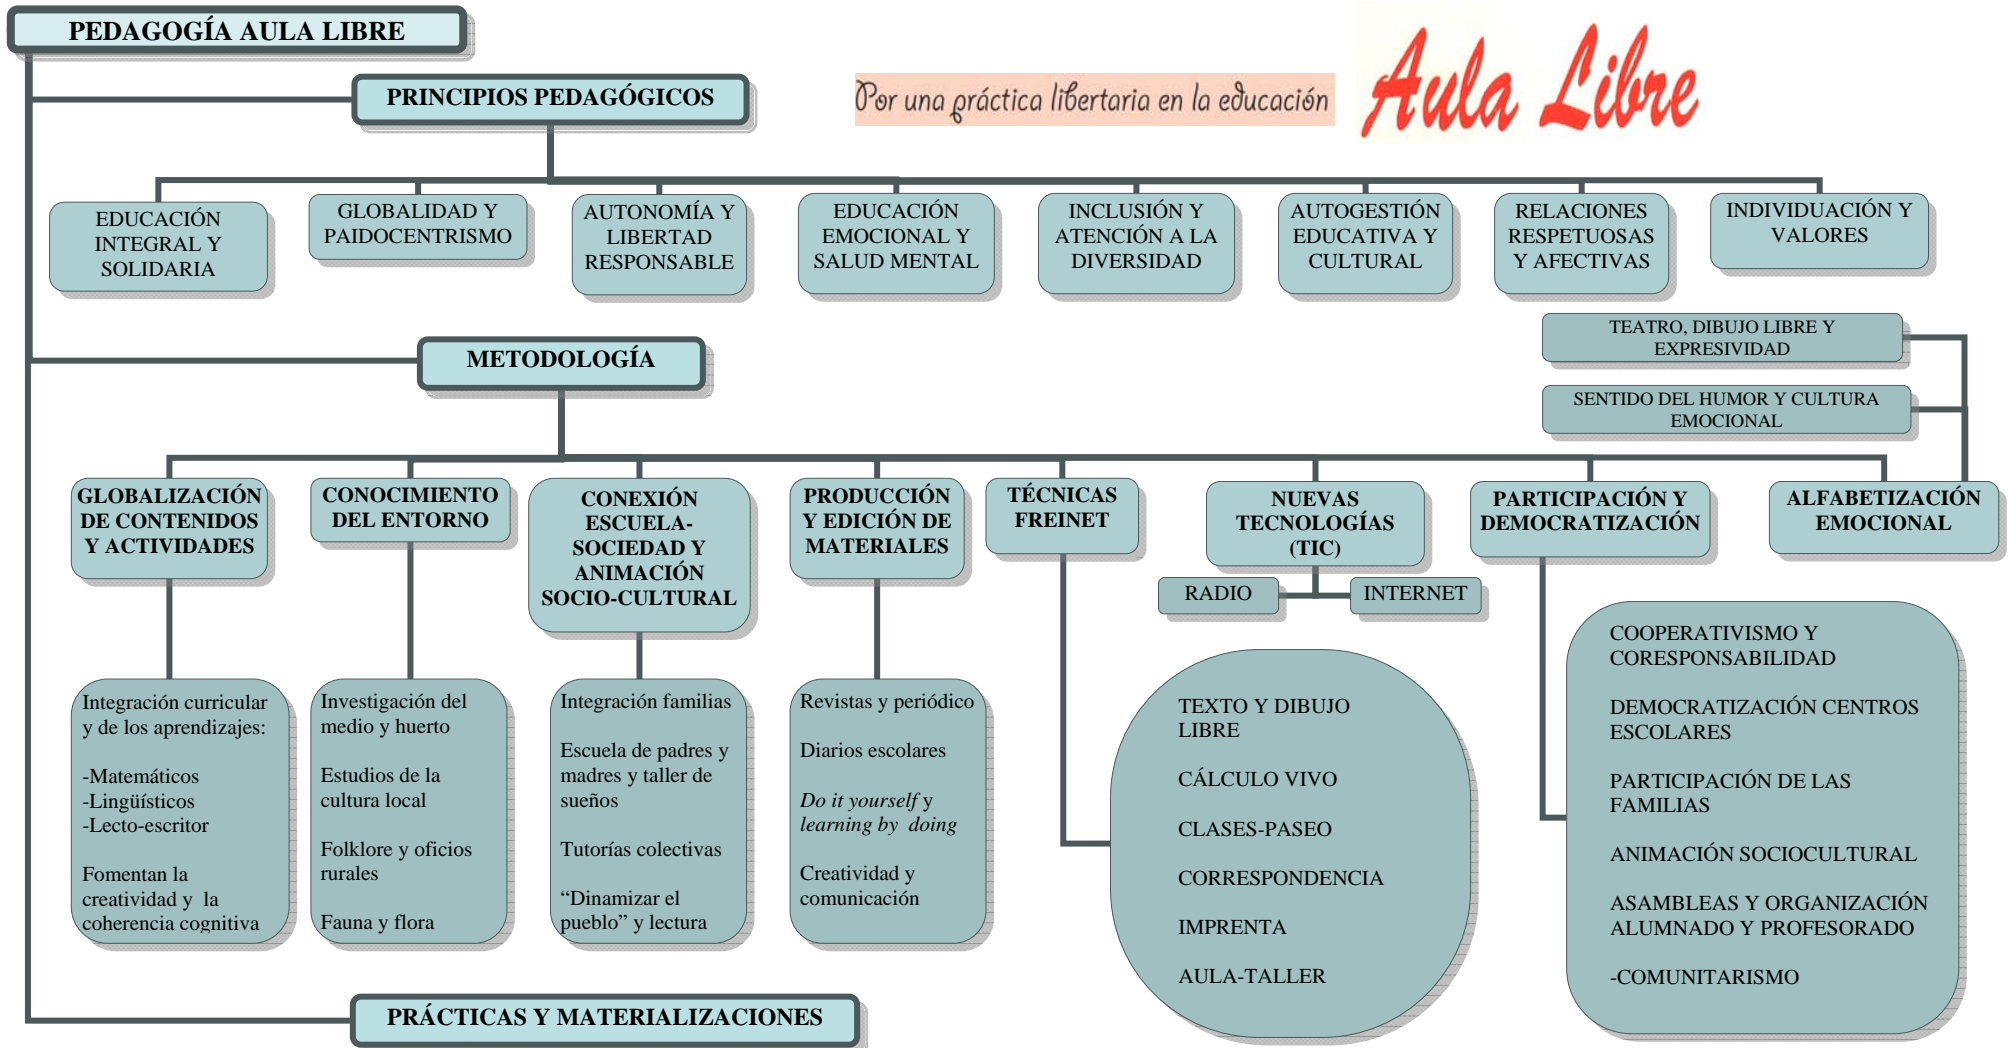 PEDAGOGÍA AULA LIBRE
PRINCIPIOS PEDAGÓGICOS
Por una práctica libertaria en la educación
Aula Libre
EDUCACIÓN
INTEGRAL Y
SOLIDARIA
GLOBALIDAD Y
PAIDOCENTRISMO
AUTONOMÍA Y
LIBERTAD
RESPONSABLE
EDUCACIÓN
EMOCIONAL Y
SALUD MENTAL
INCLUSIÓN Y
ATENCIÓN A LA
DIVERSIDAD
AUTOGESTIÓN
EDUCATIVA Y
CULTURAL
RELACIONES
RESPETUOSAS
Y AFECTIVAS
INDIVIDUACIÓN Y
VALORES
TEATRO, DIBUJO LIBRE Y
EXPRESIVIDAD
SENTIDO DEL HUMOR Y CULTURA
EMOCIONAL
METODOLOGÍA
GLOBALIZACIÓN
DE CONTENIDOS
Y ACTIVIDADES
CONOCIMIENTO
DEL ENTORNO
CONEXIÓN
ESCUELA-
SOCIEDAD Y
ANIMACIÓN
SOCIO-CULTURAL
PRODUCCIÓN
Y EDICIÓN DE
MATERIALES
TÉCNICAS
FREINET
NUEVAS
TECNOLOGÍAS
(TIC)
RADIO
INTERNET
PARTICIPACIÓN Y
DEMOCRATIZACIÓN
ALFABETIZACIÓN
EMOCIONAL
Integración curricular
y de los aprendizajes:
-Matemáticos
-Lingüísticos
-Lecto-escritor
Fomentan la
creatividad y la
coherencia cognitiva
Investigación del
medio y huerto
Estudios de la
cultura local
Folklore y oficios
rurales
Fauna y flora
Integración familias
Escuela de padres y
madres y taller de
sueños
Tutorías colectivas
“Dinamizar el
pueblo” y lectura
Revistas y periódico
Diarios escolares
Do it yourself y
learning by doing
Creatividad y
comunicación
TEXTO Y DIBUJO
LIBRE
CÁLCULO VIVO
CLASES-PASEO
CORRESPONDENCIA
IMPRENTA
AULA-TALLER
COOPERATIVISMO Y
CORESPONSABILIDAD
DEMOCRATIZACIÓN CENTROS
ESCOLARES
PARTICIPACIÓN DE LAS
FAMILIAS
ANIMACIÓN SOCIOCULTURAL
ASAMBLEAS Y ORGANIZACIÓN
ALUMNADO Y PROFESORADO
-COMUNITARISMO
PRÁCTICAS Y MATERIALIZACIONES